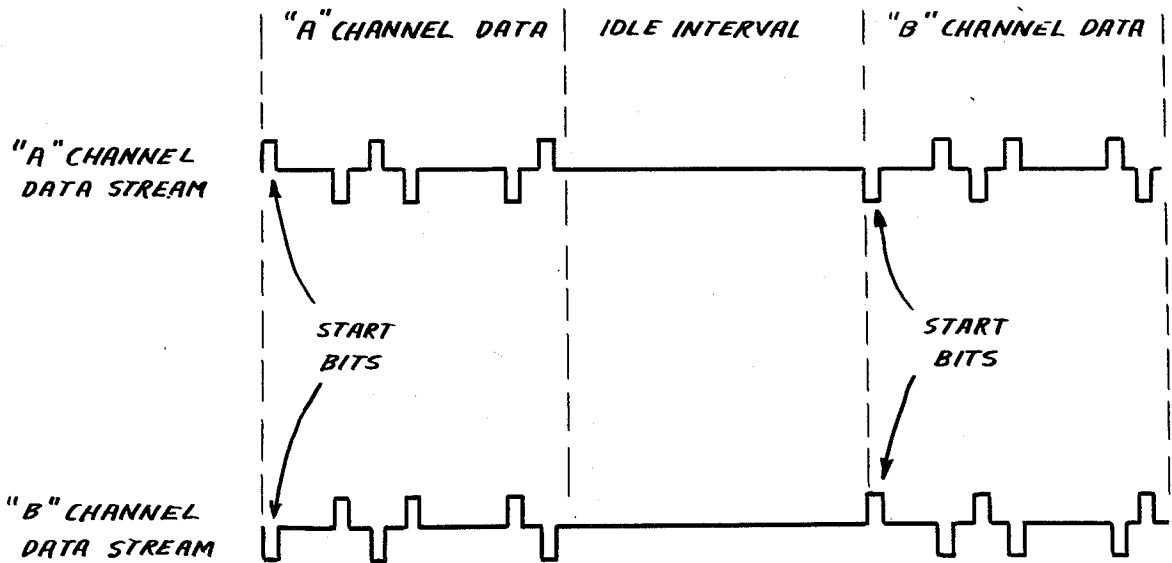 "A" CHANNEL DATA
IDLE INTERVAL
"B" CHANNEL DATA
"A" CHANNEL
DATA STREAM
START
BITS
START
BITS
"B" CHANNEL
DATA STREAM